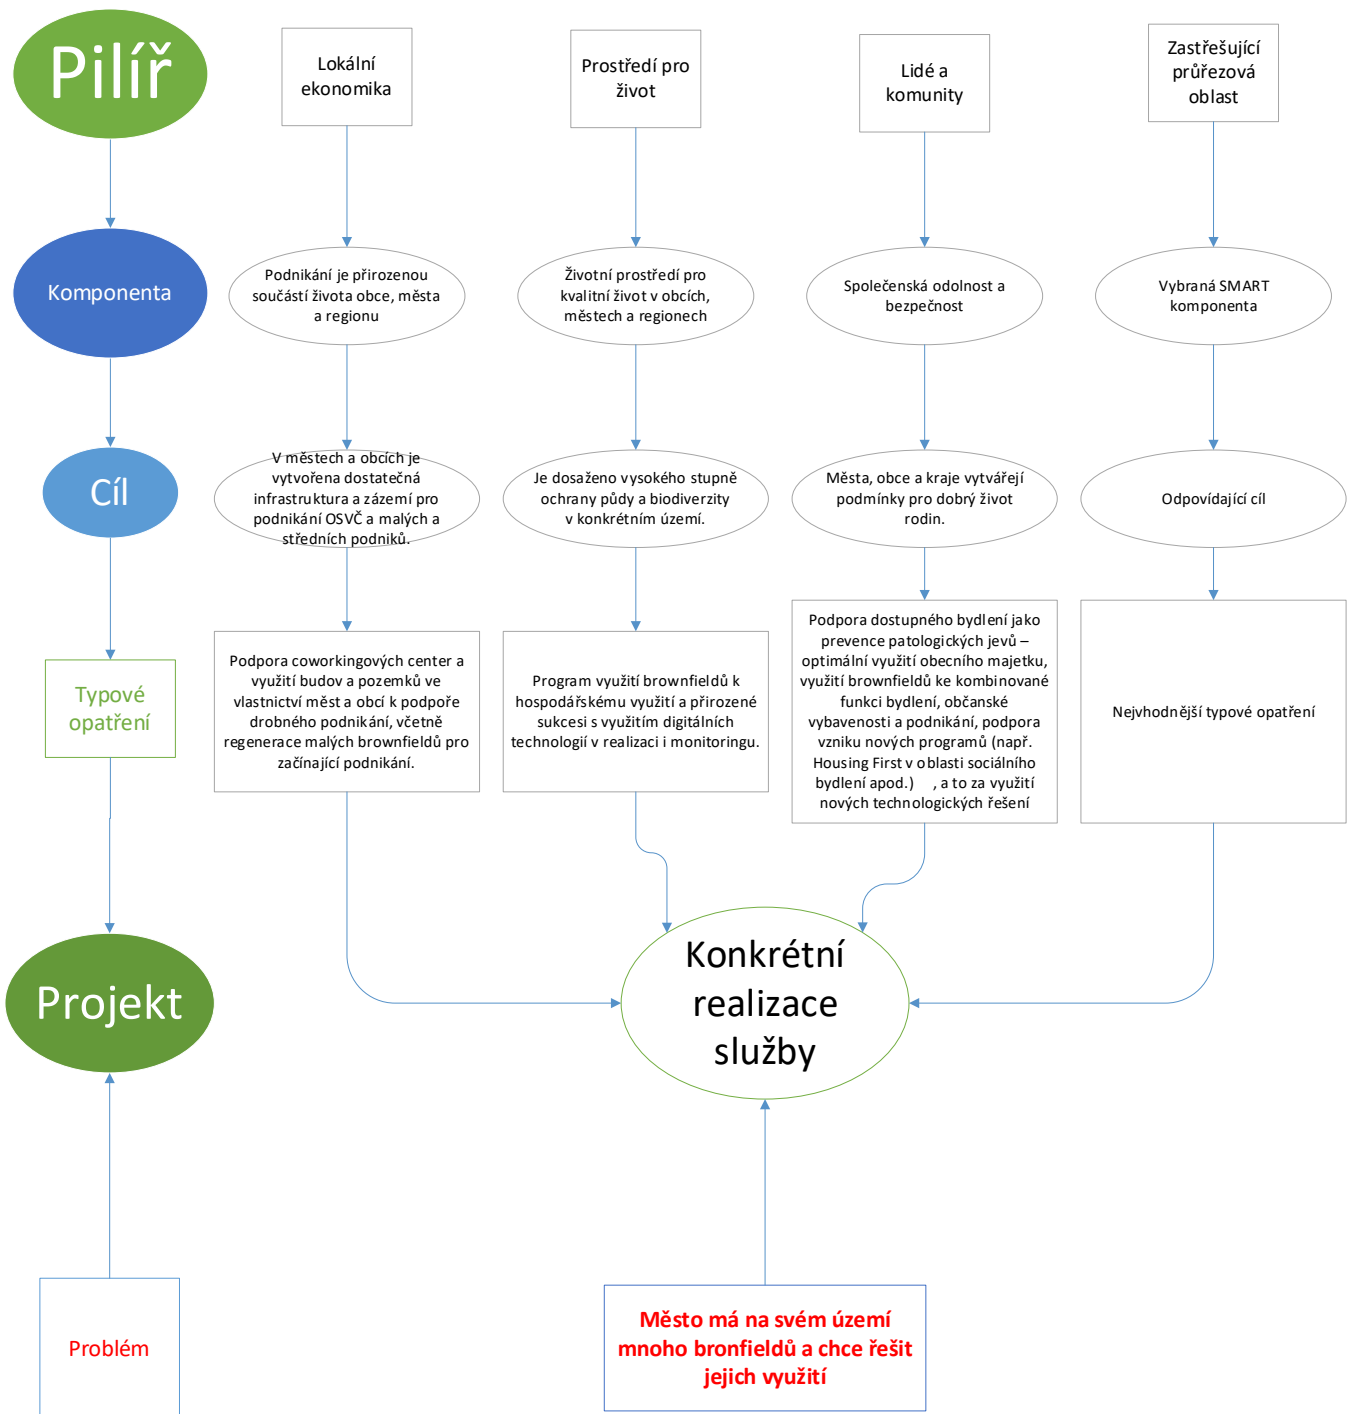 Pilíř
Lokální
ekonomika
Prostředí pro
život
Lidé a
komunity
Zastřešující
průřezová
oblast
Komponenta
Podnikání je přirozenou
součástí života obce, města
a regionu
Životní prostředí pro
kvalitní život v obcích,
městech a regionech
Společenská odolnost a
bezpečnost
Vybraná SMART
komponenta
Cíl
V městech a obcích je
vytvořena dostatečná
infrastruktura a zázemí pro
podnikání OSVČ a malých a
středních podniků.
Je dosaženo vysokého stupně
ochrany půdy a biodiverzity
v konkrétním území.
Města, obce a kraje vytvářejí
podmínky pro dobrý život
rodin.
Odpovídající cíl
Typové
opatření
Podpora coworkingových center a
využití budov a pozemků ve
vlastnictví měst a obcí k podpoře
drobného podnikání, včetně
regenerace malých brownfieldů pro
začínající podnikání.
Program využití brownfieldů k
hospodářskému využití a přirozené
sukcesi s využitím digitálních
technologií v realizaci i monitoringu.
Podpora dostupného bydlení jako
prevence patologických jevů –
optimální využití obecního majetku,
využití brownfieldů ke kombinované
funkci bydlení, občanské
vybavenosti a podnikání, podpora
vzniku nových programů (např.
Housing First v oblasti sociálního
bydlení apod.) , a to za využití
nových technologických řešení
Nejvhodnější typové opatření
Projekt
Konkrétní
realizace
služby
Problém
Město má na svém území
mnoho bronfieldů a chce řešit
jejich využití